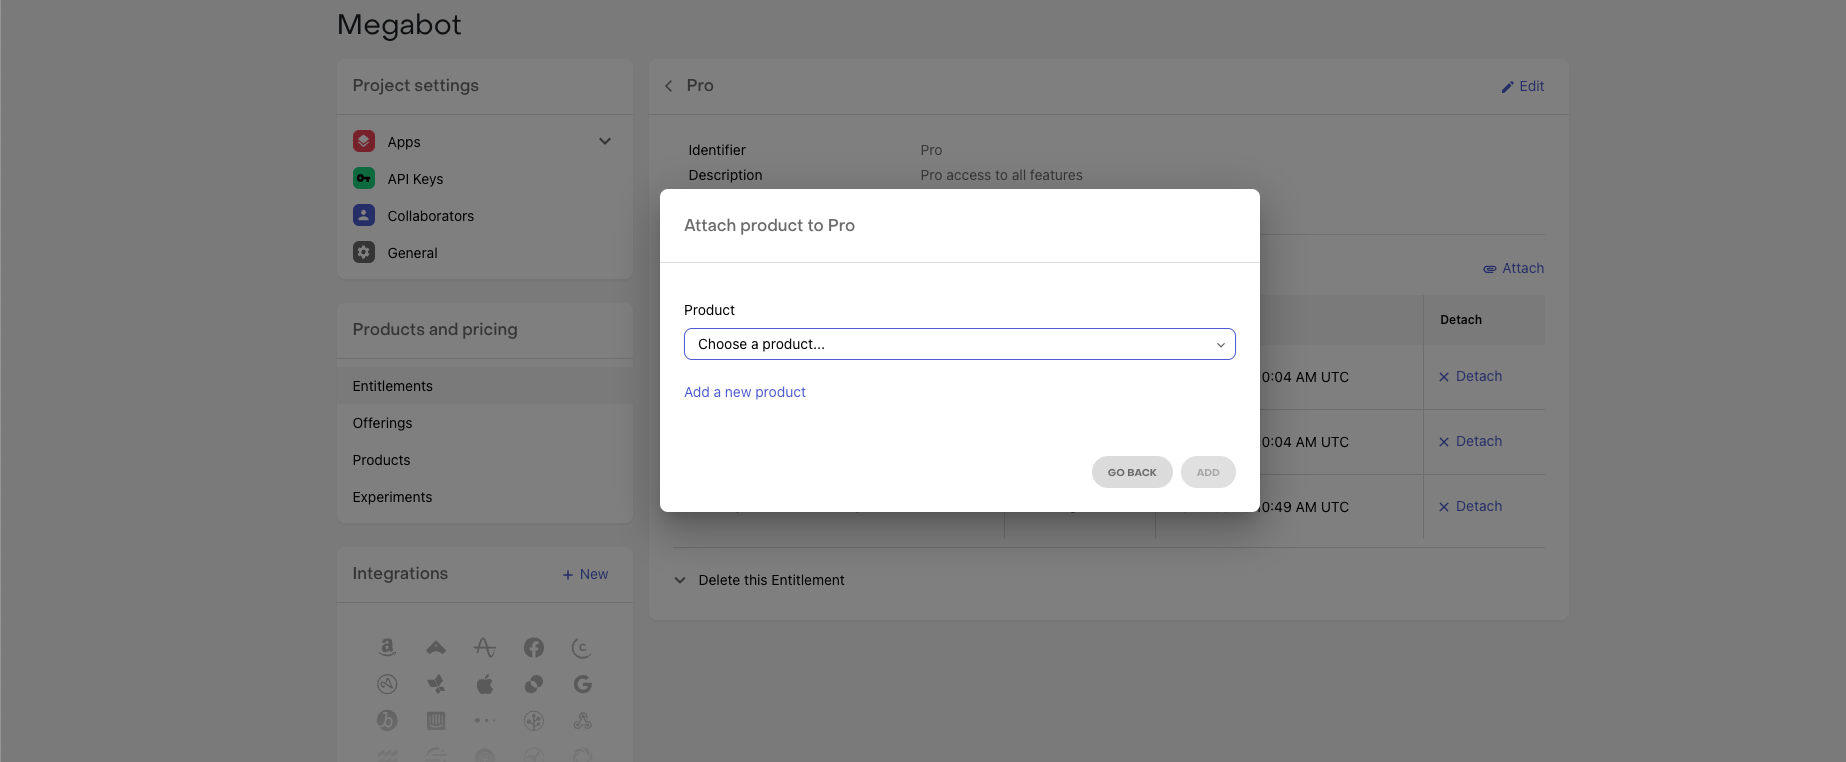 Megabot
Project settings
Apps
API Keys
Collaborators
General
Products and pricing
Entitlements
Offerings
Products
Experiments
Integrations
New
Pro
Edit
Identifier Pro
Description Pro access to all features
Attach
Detach
0:04 AM UTC Detach
0:04 AM UTC Detach
0:49 AM UTC Detach
Delete this Entitlement
Attach product to Pro
Product
Choose a product...
Add a new product
GO BACK ADD